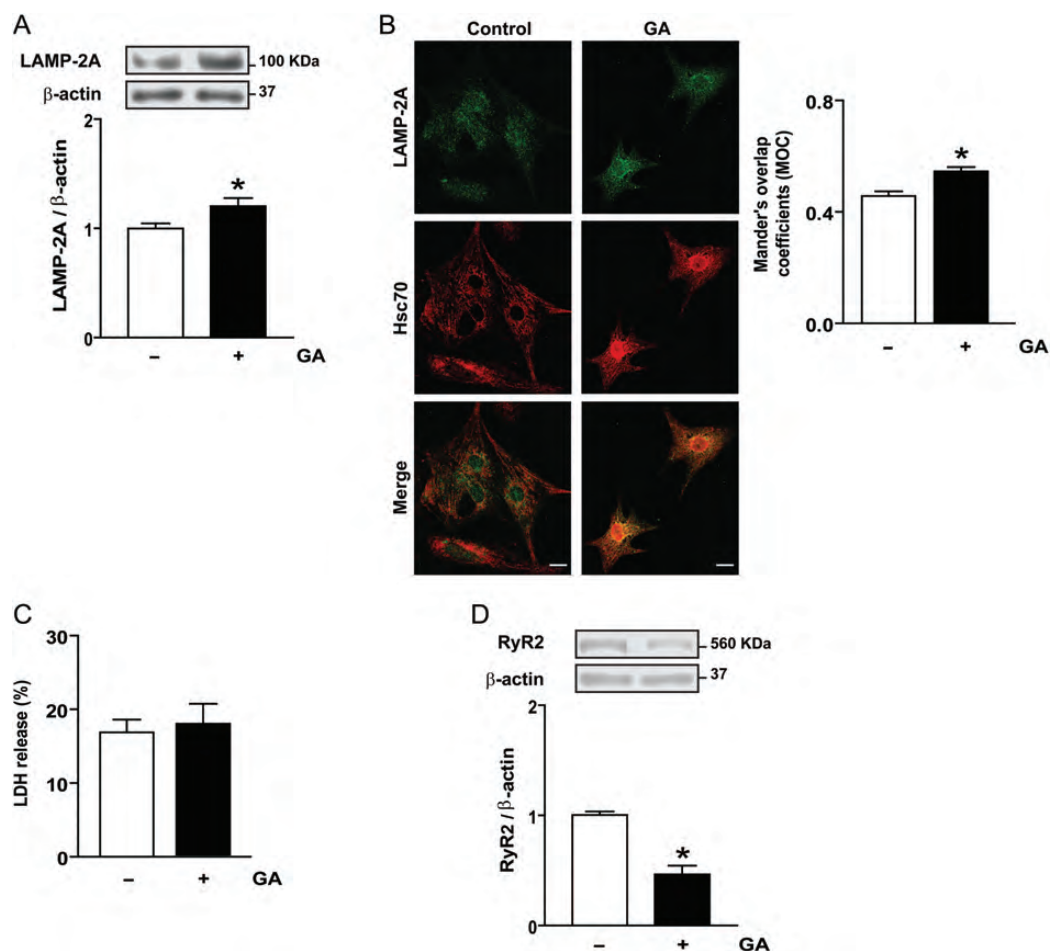 A
LAMP-2A
100 KDa
β-actin
37
LAMP-2A / β-actin
2
1
0
*
–
+
GA
B
Control
GA
LAMP-2A
Hsc70
Merge
Mander's overlap
coefficients (MOC)
0.8
0.4
0.0
*
–
+
GA
C
LDH release (%)
30
20
10
0
–
+
GA
D
RyR2
560 KDa
β-actin
37
RyR2 / β-actin
2
1
0
*
–
+
GA